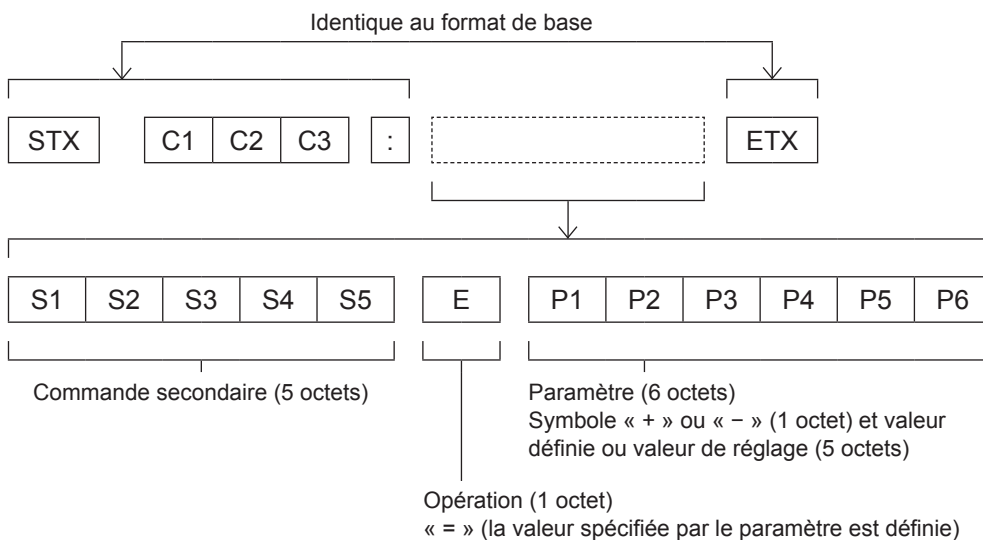 Identique au format de base
STX C1 C2 C3 : ETX
S1 S2 S3 S4 S5 E P1 P2 P3 P4 P5 P6
Commande secondaire (5 octets)
Paramètre (6 octets)
Symbole « + » ou « − » (1 octet) et valeur
définie ou valeur de réglage (5 octets)
Opération (1 octet)
« = » (la valeur spécifiée par le paramètre est définie)